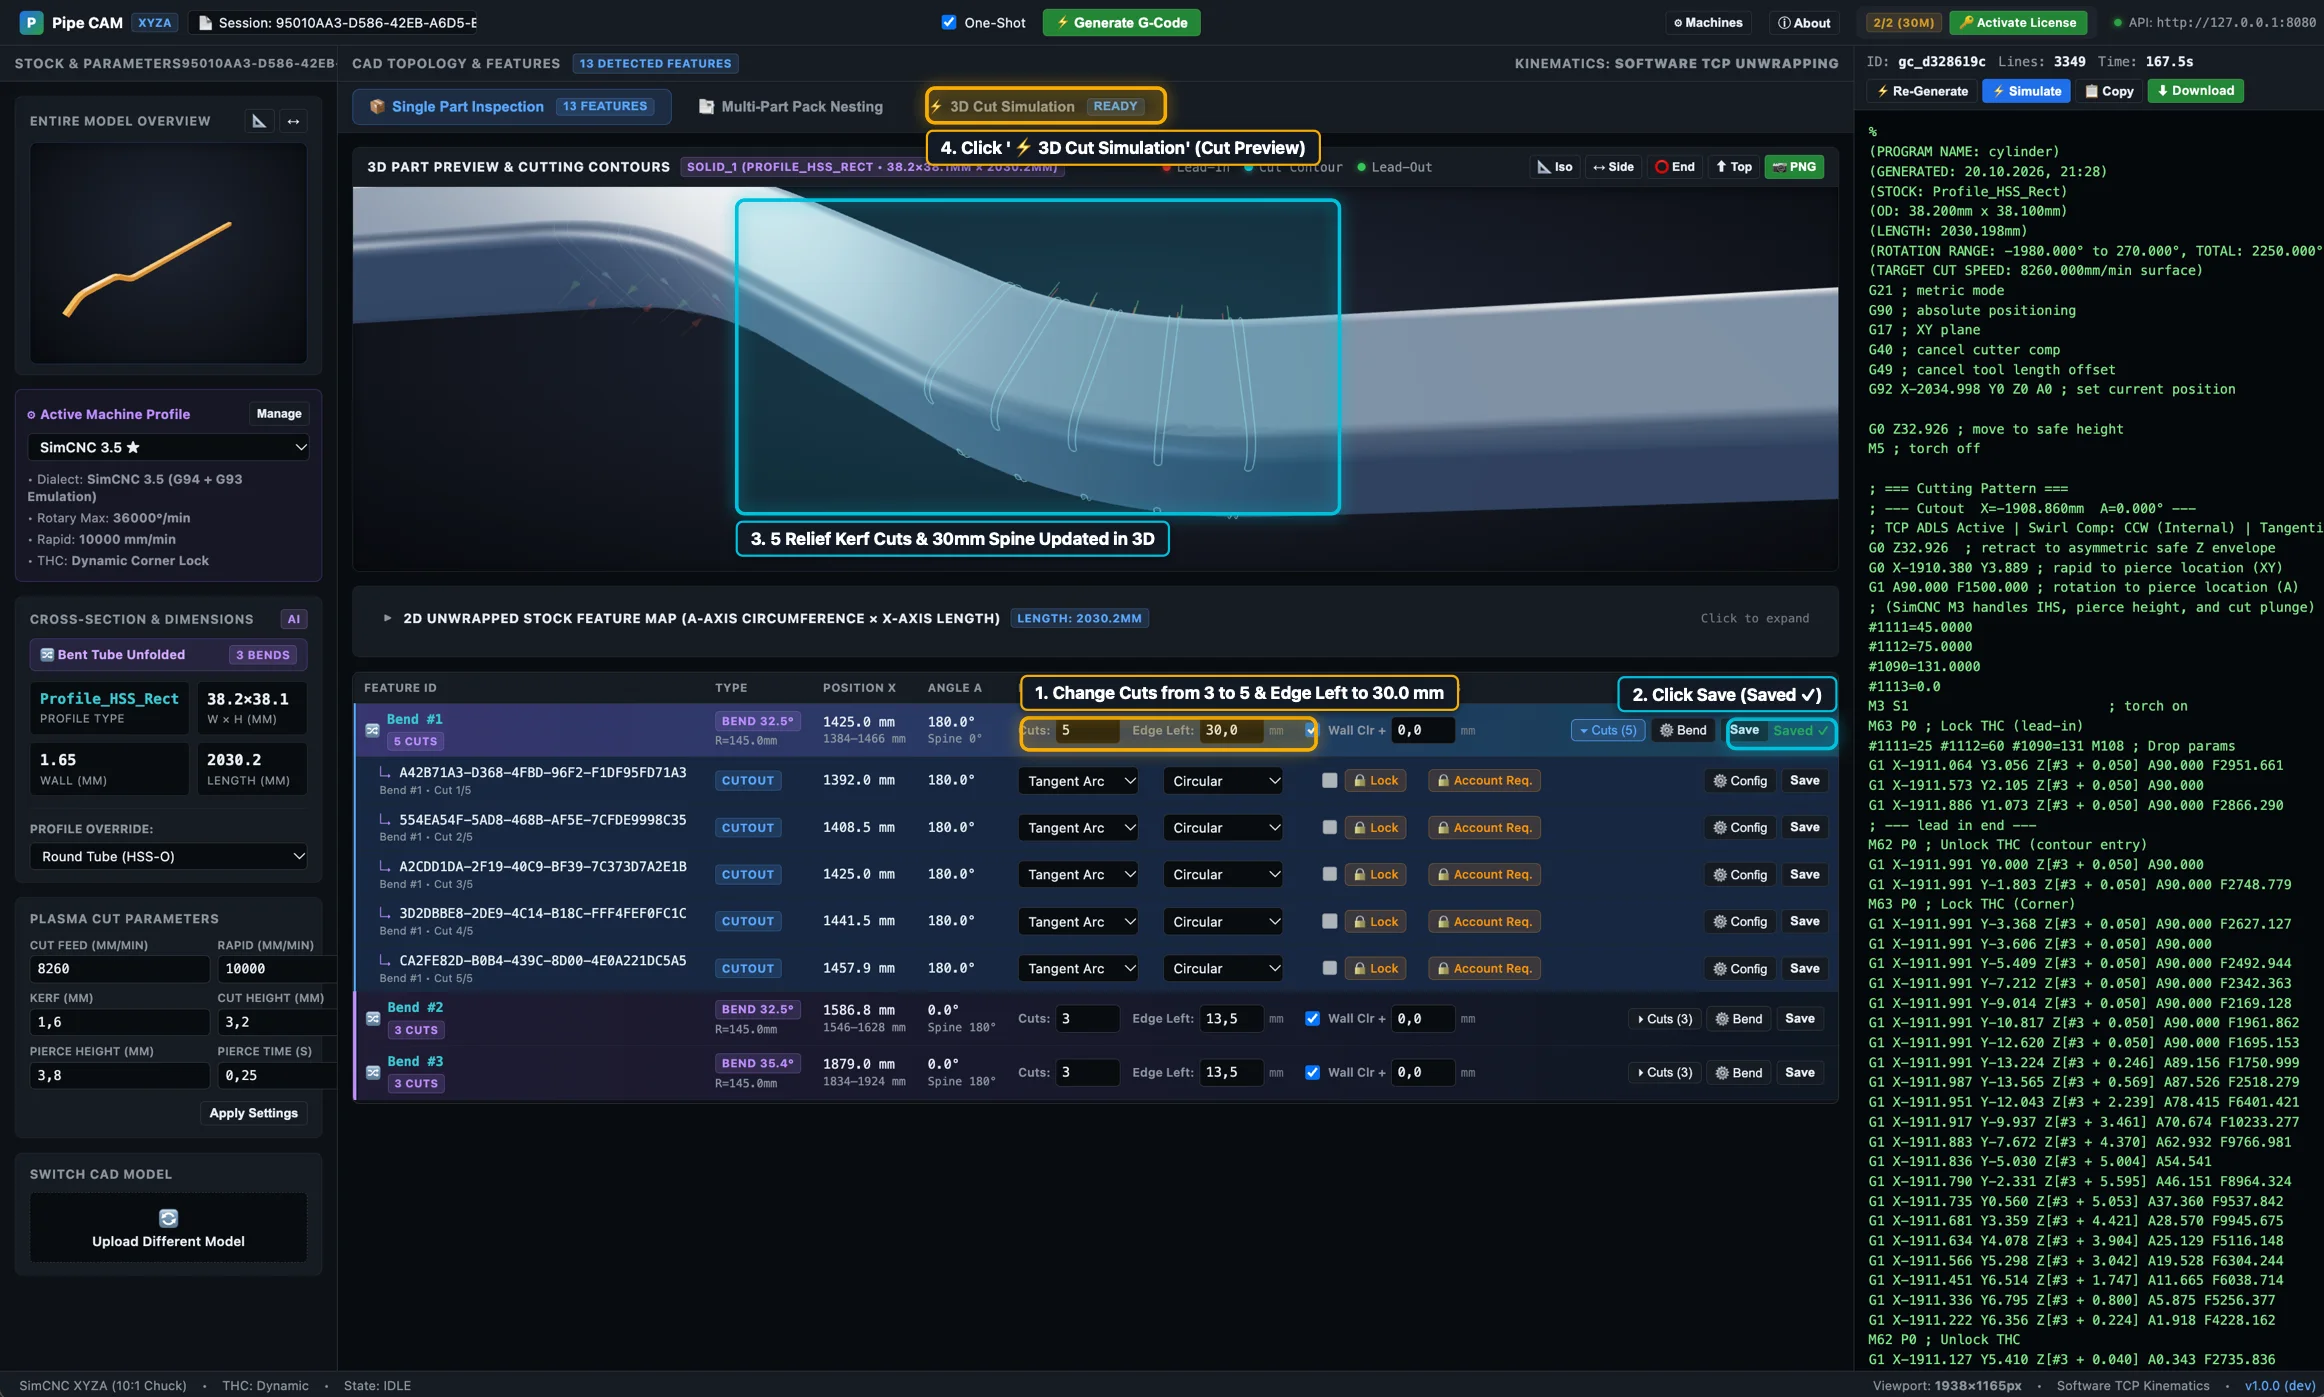 P Pipe CAM XYZA Session: 95010AA3-D586-42EB-A6D5-E
One-Shot ⚡ Generate G-Code
Machines About 2/2 (30M) Activate License API: http://127.0.0.1:8080
STOCK & PARAMETERS95010AA3-D586-42EB-
ENTIRE MODEL OVERVIEW
Active Machine Profile Manage
SimCNC 3.5 ★
• Dialect: SimCNC 3.5 (G94 + G93
Emulation)
• Rotary Max: 36000°/min
• Rapid: 10000 mm/min
• THC: Dynamic Corner Lock
CROSS-SECTION & DIMENSIONS AI
Bent Tube Unfolded 3 BENDS
Profile_HSS_Rect 38.2×38.1
PROFILE TYPE W × H (MM)
1.65 2030.2
WALL (MM) LENGTH (MM)
PROFILE OVERRIDE:
Round Tube (HSS-O)
PLASMA CUT PARAMETERS
CUT FEED (MM/MIN) RAPID (MM/MIN)
8260 10000
KERF (MM) CUT HEIGHT (MM)
1,6 3,2
PIERCE HEIGHT (MM) PIERCE TIME (S)
3,8 0,25
Apply Settings
SWITCH CAD MODEL
Upload Different Model
CAD TOPOLOGY & FEATURES 13 DETECTED FEATURES KINEMATICS: SOFTWARE TCP UNWRAPPING
Single Part Inspection 13 FEATURES Multi-Part Pack Nesting ⚡ 3D Cut Simulation READY
4. Click '⚡ 3D Cut Simulation' (Cut Preview)
3D PART PREVIEW & CUTTING CONTOURS SOLID_1 (PROFILE_HSS_RECT • 38.2×38.1MM × 2030.2MM) Lead-In Cut Contour Lead-Out Iso ↔ Side End Top PNG
3. 5 Relief Kerf Cuts & 30mm Spine Updated in 3D
▸ 2D UNWRAPPED STOCK FEATURE MAP (A-AXIS CIRCUMFERENCE × X-AXIS LENGTH) LENGTH: 2030.2MM Click to expand
FEATURE ID TYPE POSITION X ANGLE A
1. Change Cuts from 3 to 5 & Edge Left to 30.0 mm
2. Click Save (Saved ✓)
Bend #1 BEND 32.5° 1425.0 mm 180.0° Cuts: 5 Edge Left: 30,0 mm Wall Clr + 0,0 mm Cuts (5) Bend Save Saved ✓
5 CUTS R=145.0mm 1384–1466 mm Spine 0°
A42B71A3-D368-4FBD-96F2-F1DF95FD71A3 CUTOUT 1392.0 mm 180.0° Tangent Arc Circular Lock Account Req. Config Save
Bend #1 • Cut 1/5
554EA54F-5AD8-468B-AF5E-7CFDE9998C35 CUTOUT 1408.5 mm 180.0° Tangent Arc Circular Lock Account Req. Config Save
Bend #1 • Cut 2/5
A2CDD1DA-2F19-40C9-BF39-7C373D7A2E1B CUTOUT 1425.0 mm 180.0° Tangent Arc Circular Lock Account Req. Config Save
Bend #1 • Cut 3/5
3D2DBBE8-2DE9-4C14-B18C-FFF4FEF0FC1C CUTOUT 1441.5 mm 180.0° Tangent Arc Circular Lock Account Req. Config Save
Bend #1 • Cut 4/5
CA2FE82D-B0B4-439C-8D00-4E0A221DC5A5 CUTOUT 1457.9 mm 180.0° Tangent Arc Circular Lock Account Req. Config Save
Bend #1 • Cut 5/5
Bend #2 BEND 32.5° 1586.8 mm 0.0° Cuts: 3 Edge Left: 13,5 mm Wall Clr + 0,0 mm Cuts (3) Bend Save
3 CUTS R=145.0mm 1546–1628 mm Spine 180°
Bend #3 BEND 35.4° 1879.0 mm 0.0° Cuts: 3 Edge Left: 13,5 mm Wall Clr + 0,0 mm Cuts (3) Bend Save
3 CUTS R=145.0mm 1834–1924 mm Spine 180°
ID: gc_d328619c Lines: 3349 Time: 167.5s
⚡ Re-Generate ⚡ Simulate Copy Download
%
(PROGRAM NAME: cylinder)
(GENERATED: 20.10.2026, 21:28)
(STOCK: Profile_HSS_Rect)
(OD: 38.200mm x 38.100mm)
(LENGTH: 2030.198mm)
(ROTATION RANGE: -1980.000° to 270.000°, TOTAL: 2250.000°
(TARGET CUT SPEED: 8260.000mm/min surface)
G21 ; metric mode
G90 ; absolute positioning
G17 ; XY plane
G40 ; cancel cutter comp
G49 ; cancel tool length offset
G92 X-2034.998 Y0 Z0 A0 ; set current position
G0 Z32.926 ; move to safe height
M5 ; torch off
; === Cutting Pattern ===
; --- Cutout X=-1908.860mm A=0.000° ---
; TCP ADLS Active | Swirl Comp: CCW (Internal) | Tangenti
G0 Z32.926 ; retract to asymmetric safe Z envelope
G0 X-1910.380 Y3.889 ; rapid to pierce location (XY)
G1 A90.000 F1500.000 ; rotation to pierce location (A)
; (SimCNC M3 handles IHS, pierce height, and cut plunge)
#1111=45.0000
#1112=75.0000
#1090=131.0000
#1113=0.0
M3 S1 ; torch on
M63 P0 ; Lock THC (lead-in)
#1111=25 #1112=60 #1090=131 M108 ; Drop params
G1 X-1911.064 Y3.056 Z[#3 + 0.050] A90.000 F2951.661
G1 X-1911.573 Y2.105 Z[#3 + 0.050] A90.000
G1 X-1911.886 Y1.073 Z[#3 + 0.050] A90.000 F2866.290
; --- lead in end ---
M62 P0 ; Unlock THC (contour entry)
G1 X-1911.991 Y0.000 Z[#3 + 0.050] A90.000
G1 X-1911.991 Y-1.803 Z[#3 + 0.050] A90.000 F2748.779
M63 P0 ; Lock THC (Corner)
G1 X-1911.991 Y-3.368 Z[#3 + 0.050] A90.000 F2627.127
G1 X-1911.991 Y-3.606 Z[#3 + 0.050] A90.000
G1 X-1911.991 Y-5.409 Z[#3 + 0.050] A90.000 F2492.944
G1 X-1911.991 Y-7.212 Z[#3 + 0.050] A90.000 F2342.363
G1 X-1911.991 Y-9.014 Z[#3 + 0.050] A90.000 F2169.128
G1 X-1911.991 Y-10.817 Z[#3 + 0.050] A90.000 F1961.862
G1 X-1911.991 Y-12.620 Z[#3 + 0.050] A90.000 F1695.153
G1 X-1911.991 Y-13.224 Z[#3 + 0.246] A89.156 F1750.999
G1 X-1911.987 Y-13.565 Z[#3 + 0.569] A87.526 F2518.279
G1 X-1911.951 Y-12.043 Z[#3 + 2.239] A78.415 F6401.421
G1 X-1911.917 Y-9.937 Z[#3 + 3.461] A70.674 F10233.277
G1 X-1911.883 Y-7.672 Z[#3 + 4.370] A62.932 F9766.981
G1 X-1911.836 Y-5.030 Z[#3 + 5.004] A54.541
G1 X-1911.790 Y-2.331 Z[#3 + 5.595] A46.151 F8964.324
G1 X-1911.735 Y0.560 Z[#3 + 5.053] A37.360 F9537.842
G1 X-1911.681 Y3.359 Z[#3 + 4.421] A28.570 F9945.675
G1 X-1911.634 Y4.078 Z[#3 + 3.904] A25.129 F5116.148
G1 X-1911.566 Y5.298 Z[#3 + 3.042] A19.528 F6304.244
G1 X-1911.451 Y6.514 Z[#3 + 1.747] A11.665 F6038.714
G1 X-1911.336 Y6.795 Z[#3 + 0.800] A5.875 F5256.377
G1 X-1911.222 Y6.356 Z[#3 + 0.224] A1.918 F4228.162
M62 P0 ; Unlock THC
G1 X-1911.127 Y5.410 Z[#3 + 0.040] A0.343 F2735.836
SimCNC XYZA (10:1 Chuck) • THC: Dynamic • State: IDLE
Viewport: 1938×1165px • Software TCP Kinematics • v1.0.0 (dev)